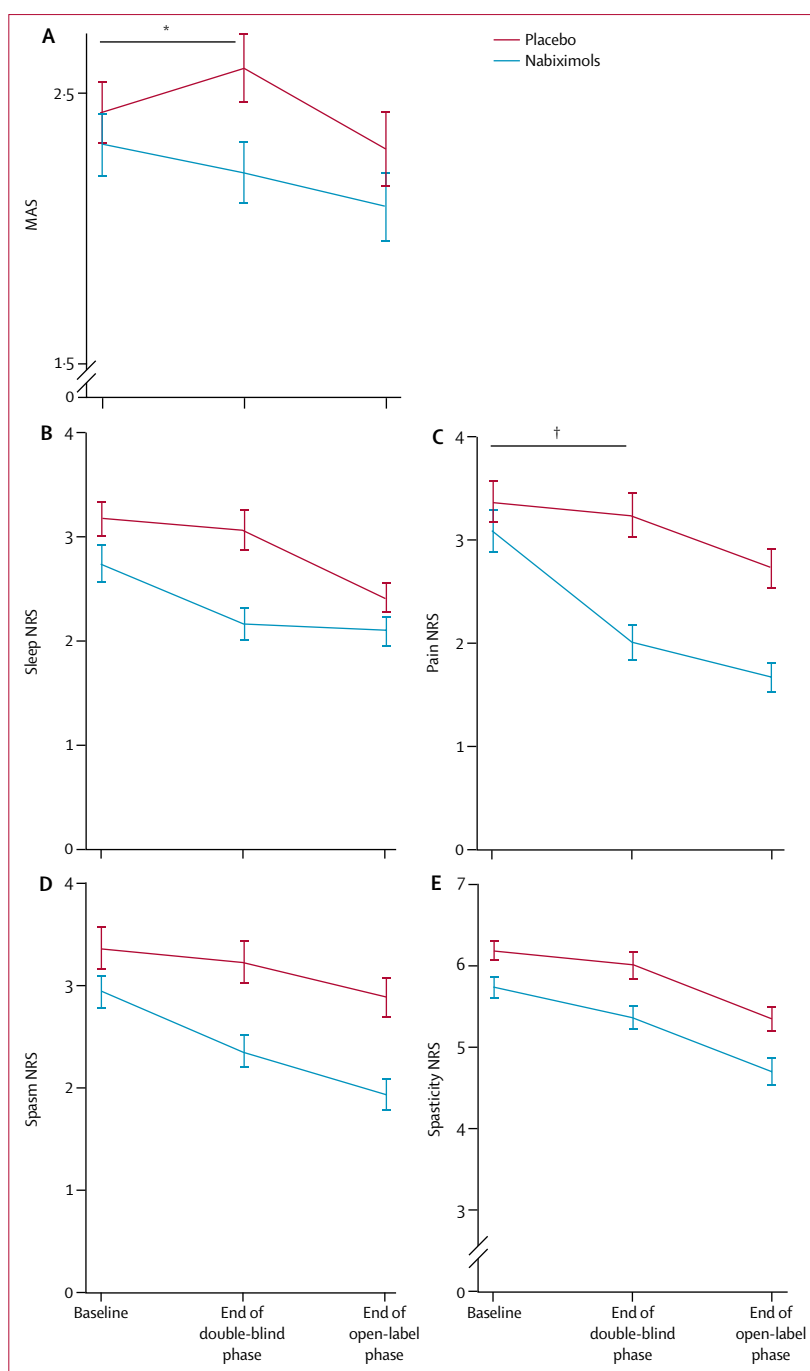 A
*
Placebo
Nabiximols
2·5
MAS
1·5
0
B
4
3
Sleep NRS
2
1
0
C
†
4
3
Pain NRS
2
1
0
D
4
3
Spasm NRS
2
1
0
Baseline
End of
double-blind
phase
End of
open-label
phase
E
7
6
5
Spasticity NRS
4
3
0
Baseline
End of
double-blind
phase
End of
open-label
phase